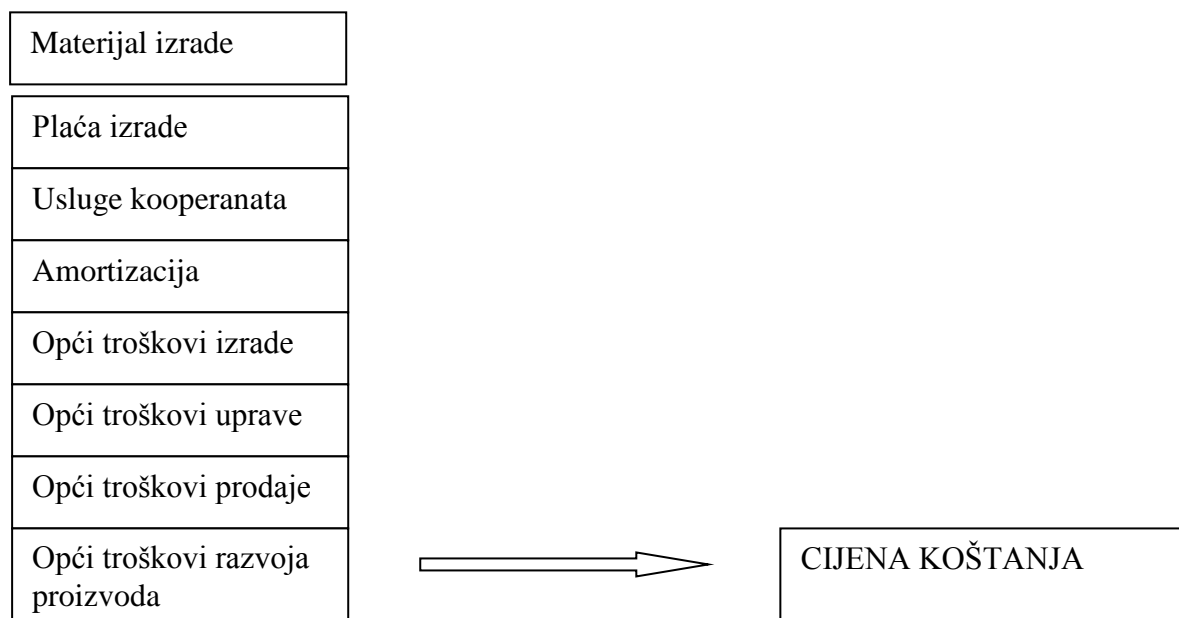 Materijal izrade
Plaća izrade
Usluge kooperanata
Amortizacija
Opći troškovi izrade
Opći troškovi uprave
Opći troškovi prodaje
Opći troškovi razvoja
proizvoda
CIJENA KOŠTANJA